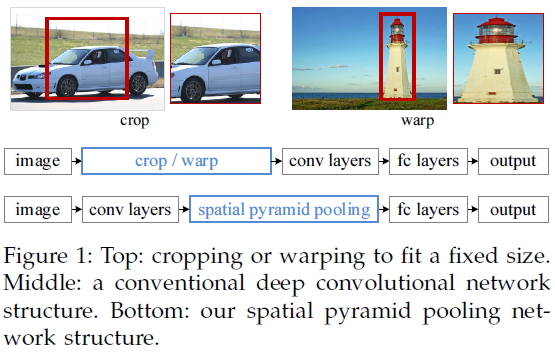 crop
warp
image
crop / warp
conv layers
fc layers
output
image
conv layers
spatial pyramid pooling
fc layers
output
Figure 1: Top: cropping or warping to fit a fixed size.
Middle: a conventional deep convolutional network
structure. Bottom: our spatial pyramid pooling net-
work structure.